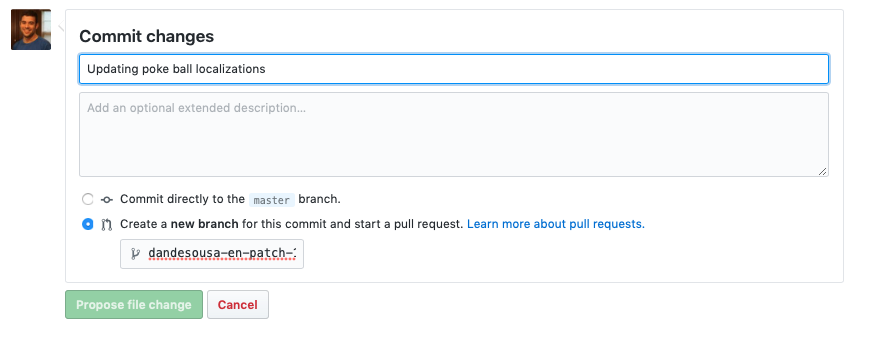 Commit changes
Updating poke ball localizations
Add an optional extended description...
Commit directly to the master branch.
Create a new branch for this commit and start a pull request. Learn more about pull requests.
dandesousa-en-patch-
Propose file change Cancel